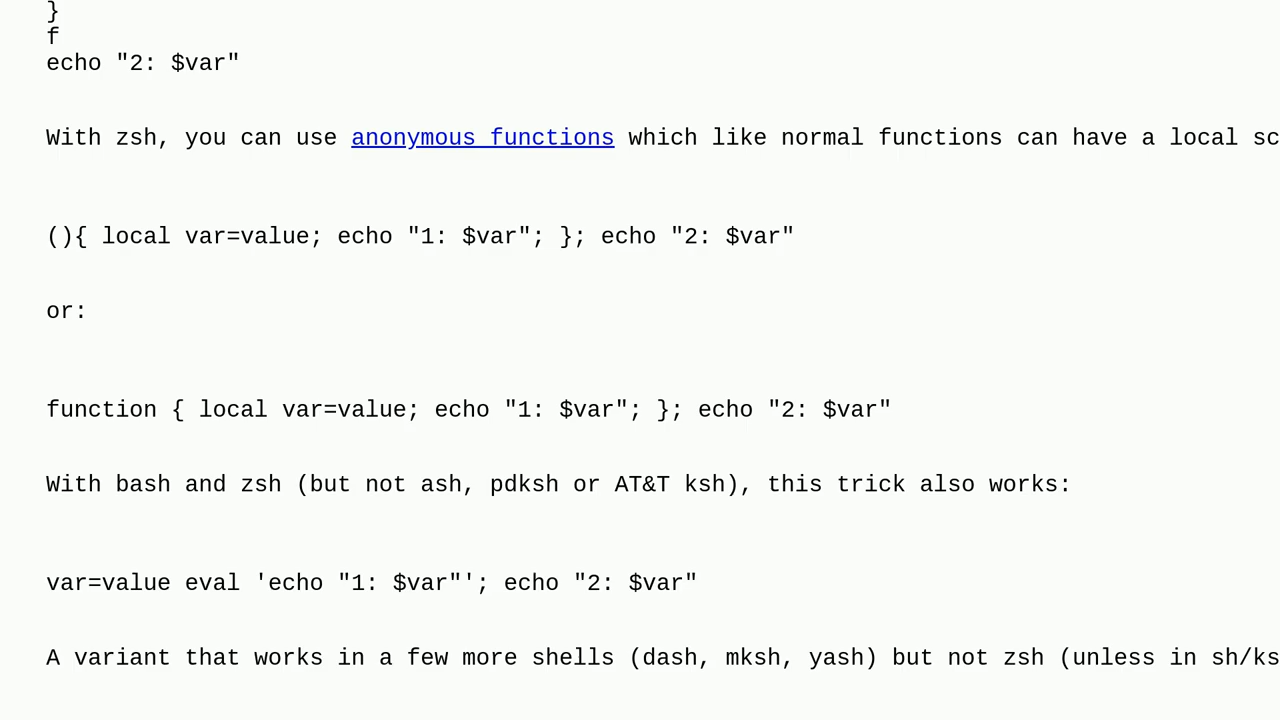 }
f
echo "2: $var"
With zsh, you can use anonymous functions which like normal functions can have a local sc
(){ local var=value; echo "1: $var"; }; echo "2: $var"
or:
function { local var=value; echo "1: $var"; }; echo "2: $var"
With bash and zsh (but not ash, pdksh or AT&T ksh), this trick also works:
var=value eval 'echo "1: $var"'; echo "2: $var"
A variant that works in a few more shells (dash, mksh, yash) but not zsh (unless in sh/ks